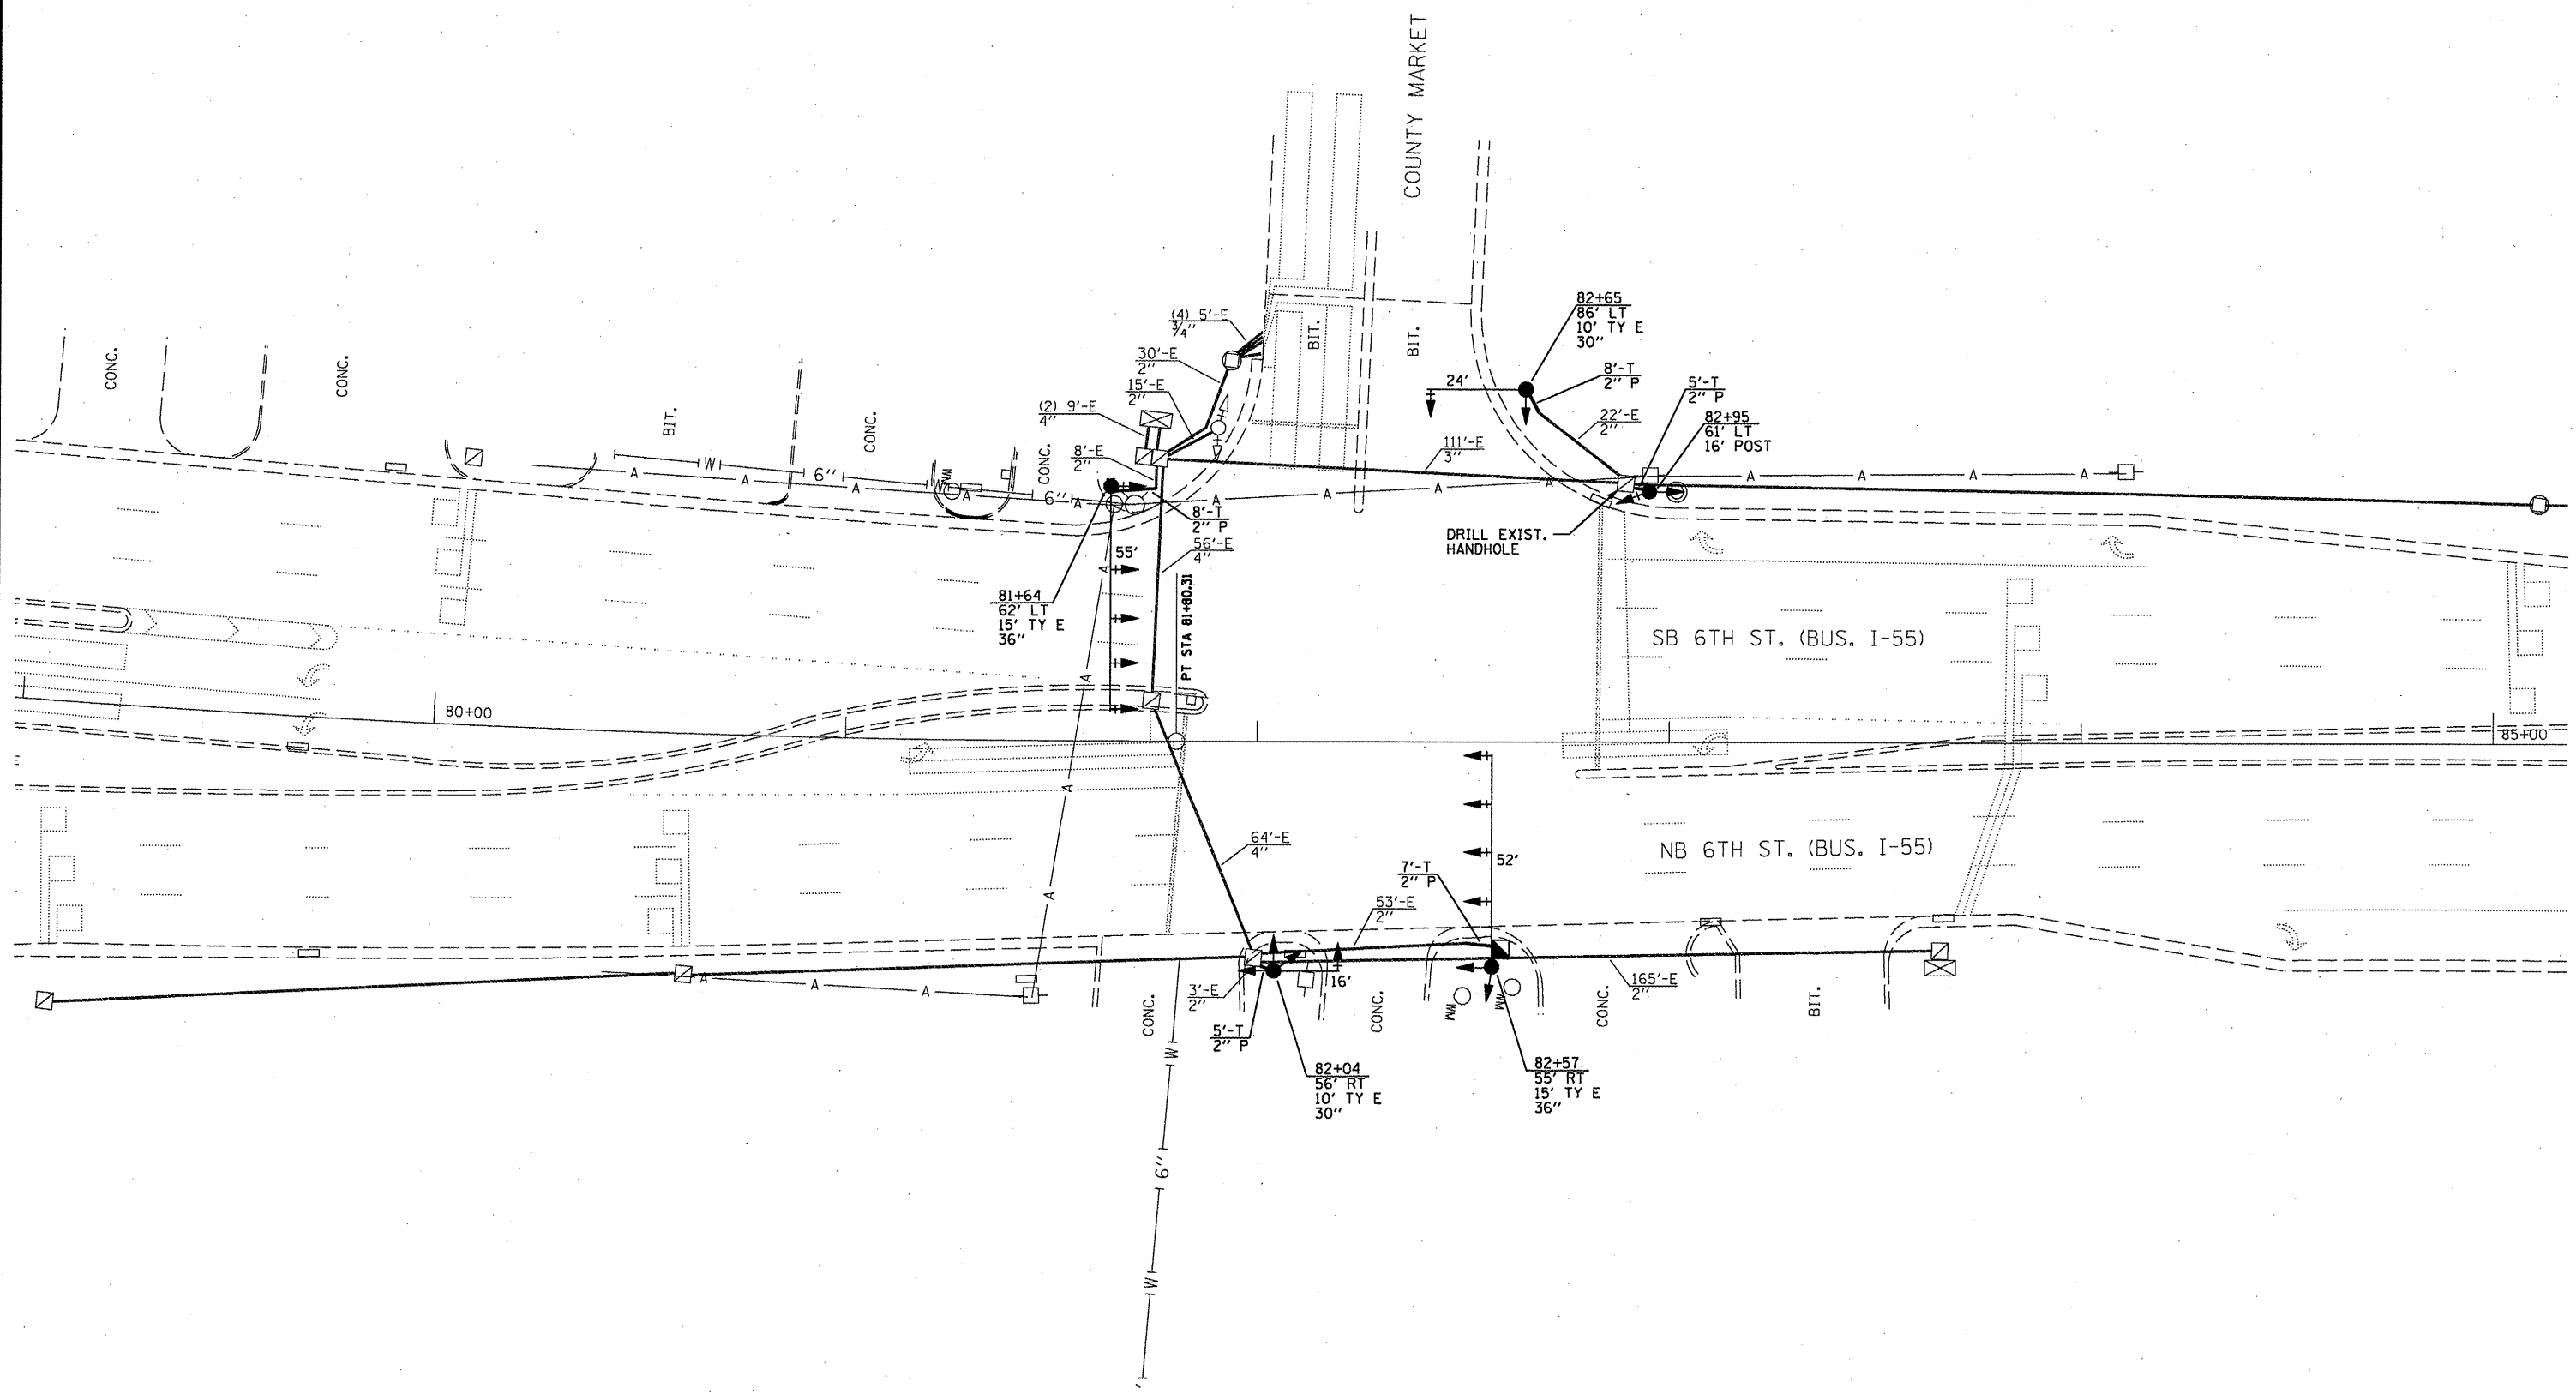 COUNTY MARKET
82+65
86' LT
10' TY E
30"
(4) 5'-E
3/4"
30'-E
2"
15'-E
2"
(2) 9'-E
4"
8'-E
2"
8'-T
2" P
24'
8'-T
2" P
5'-T
2" P
82+95
61' LT
16' POST
22'-E
2"
111'-E
3"
CONC.
CONC.
BIT.
CONC.
CONC.
BIT.
BIT.
W
6"
W
6"
WM
A
A
A
A
A
A
A
A
A
A
A
A
A
A
DRILL EXIST.
HANDHOLE
55'
56'-E
4"
81+64
62' LT
15' TY E
36"
PT STA 81+80.31
SB 6TH ST. (BUS. I-55)
80+00
85+00
A
A
A
A
E
64'-E
4"
52'
NB 6TH ST. (BUS. I-55)
7'-T
2" P
53'-E
2"
A
A
A
3'-E
2"
16'
165'-E
2"
WM
WM
CONC.
CONC.
CONC.
BIT.
5'-T
2" P
82+04
56' RT
10' TY E
30"
82+57
55' RT
15' TY E
36"
W
6"
W